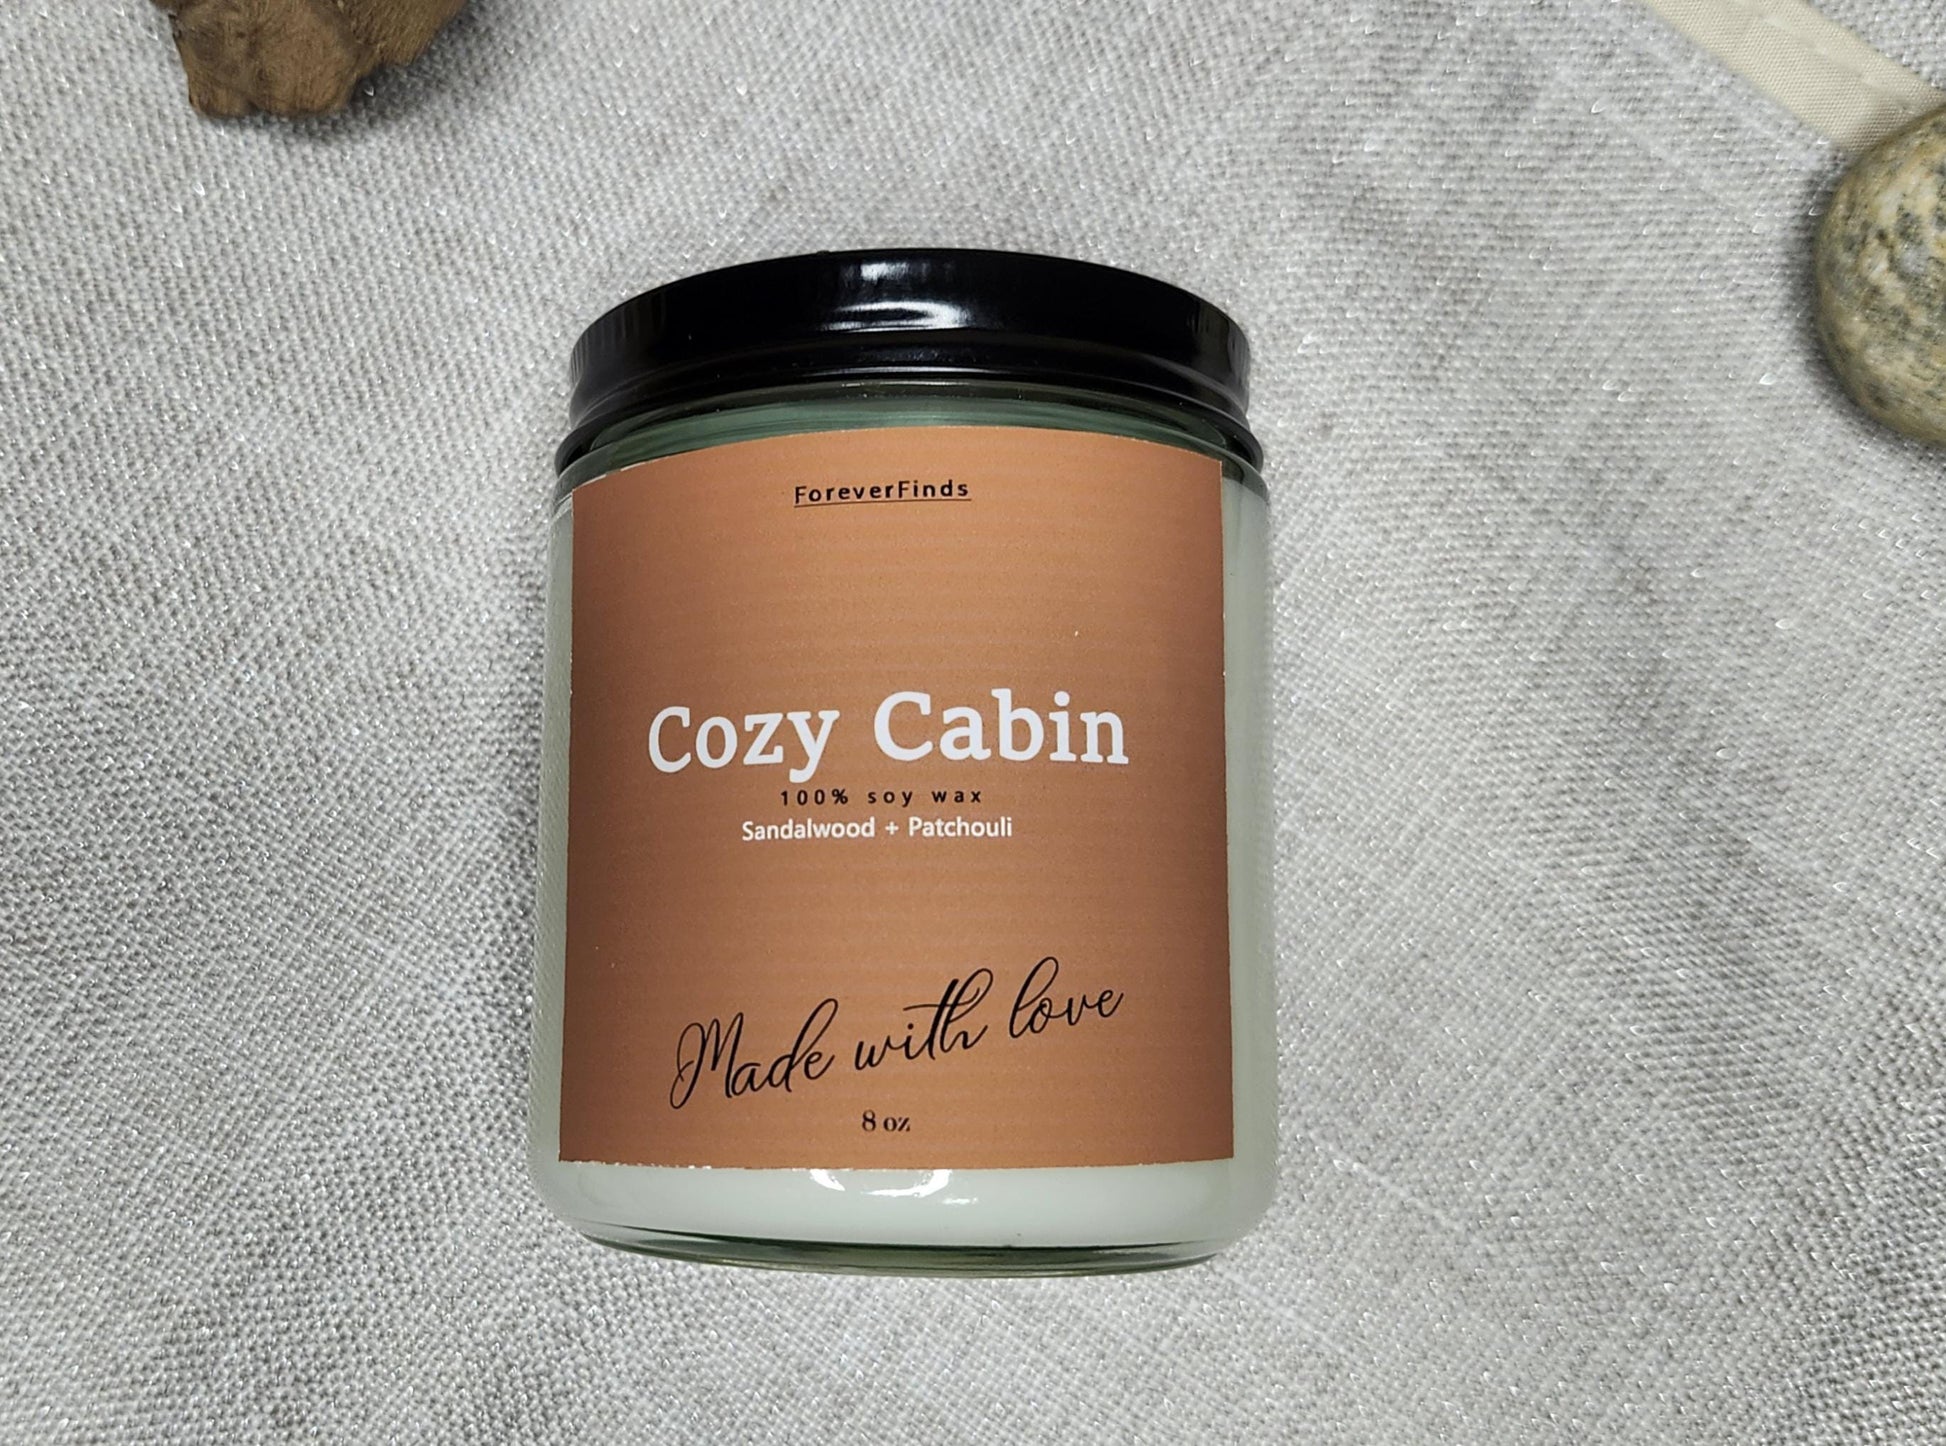 ForeverFinds
Cozy Cabin
100% soy wax
Sandalwood + Patchouli
Made with love
8 oz